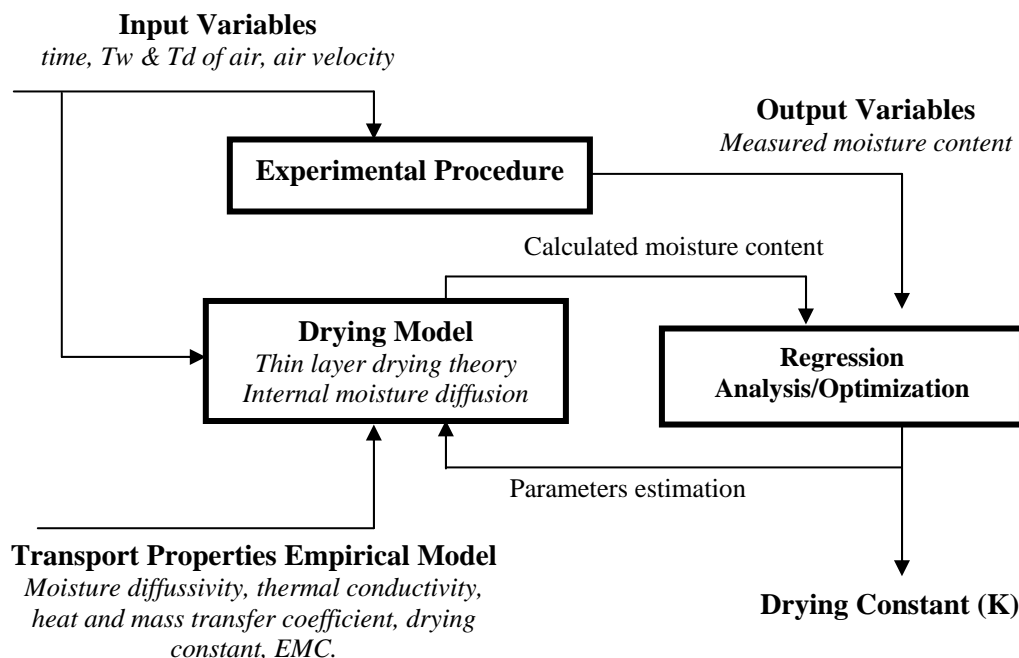 Input Variables
time, Tw & Td of air, air velocity
Output Variables
Measured moisture content
Experimental Procedure
Calculated moisture content
Drying Model
Thin layer drying theory
Internal moisture diffusion
Regression
Analysis/Optimization
Parameters estimation
Transport Properties Empirical Model
Moisture diffussivity, thermal conductivity,
heat and mass transfer coefficient, drying
constant, EMC.
Drying Constant (K)